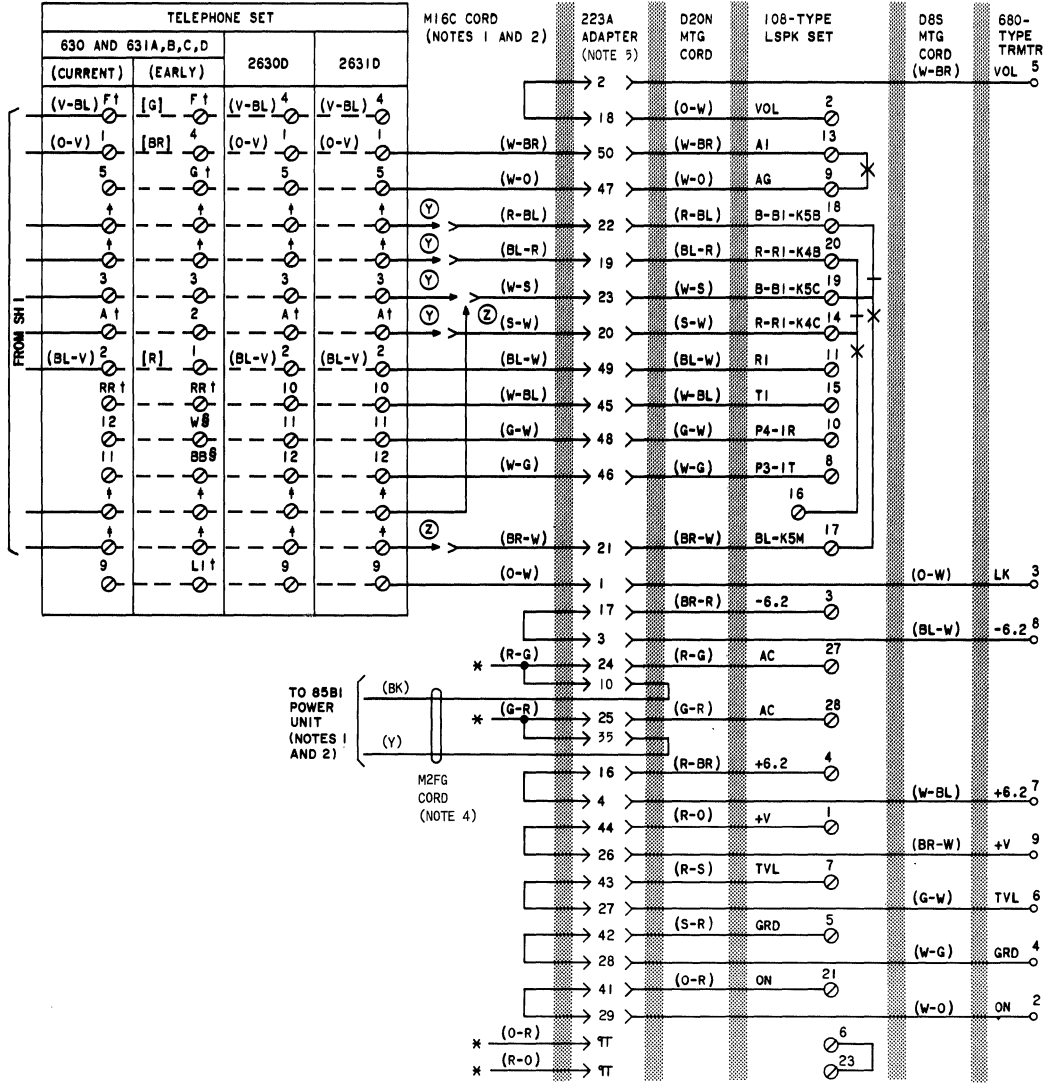 TELEPHONE SET
M16C CORD
(NOTES 1 AND 2)
223A
ADAPTER
(NOTE 5)
D20N
MTG
CORD
108-TYPE
LSPK SET
D8S
MTG
CORD
680-
TYPE
TRMTR
630 AND 631A,B,C,D
2630D
2631D
(CURRENT)
(EARLY)
2
(W-BR)
VOL 5
(V-BL) F†
[G] F†
(V-BL) 4
(V-BL) 4
18
(O-W)
VOL
2
(O-V) 1
[BR] 4
(O-V) 1
(O-V) 1
(W-BR)
50
(W-BR)
A1
13
5
G†
5
5
(W-O)
47
(W-O)
AG
9
Y
(R-BL)
22
(R-BL)
B-B1-K5B
18
Y
(BL-R)
19
(BL-R)
R-R1-K4B
20
3
3
3
3
Y
(W-S)
23
(W-S)
B-B1-K5C
19
FROM SH 1
A†
2
A†
A†
Y
Z
(S-W)
20
(S-W)
R-R1-K4C
14
(BL-V) 2
[R] 1
(BL-V) 2
(BL-V) 2
(BL-W)
49
(BL-W)
R1
11
RR†
RR†
10
10
(W-BL)
45
(W-BL)
T1
15
12
W§
11
11
(G-W)
48
(G-W)
P4-1R
10
11
BB§
12
12
(W-G)
46
(W-G)
P3-1T
8
16
Z
(BR-W)
21
(BR-W)
BL-K5M
17
9
L1†
9
9
(O-W)
1
(O-W)
LK 3
17
(BR-R)
-6.2
3
3
(BL-W)
-6.2 8
* (R-G)
24
(R-G)
AC
27
10
TO 85B1
POWER
UNIT
(NOTES 1
AND 2)
(BK)
* (G-R)
25
(G-R)
AC
28
(Y)
35
M2FG
CORD
(NOTE 4)
16
(R-BR)
+6.2
4
4
(W-BL)
+6.2 7
44
(R-O)
+V
1
26
(BR-W)
+V 9
43
(R-S)
TVL
7
27
(G-W)
TVL 6
42
(S-R)
GRD
5
28
(W-G)
GRD 4
41
(O-R)
ON
21
29
(W-O)
ON 2
* (O-R)
π
6
* (R-O)
π
23